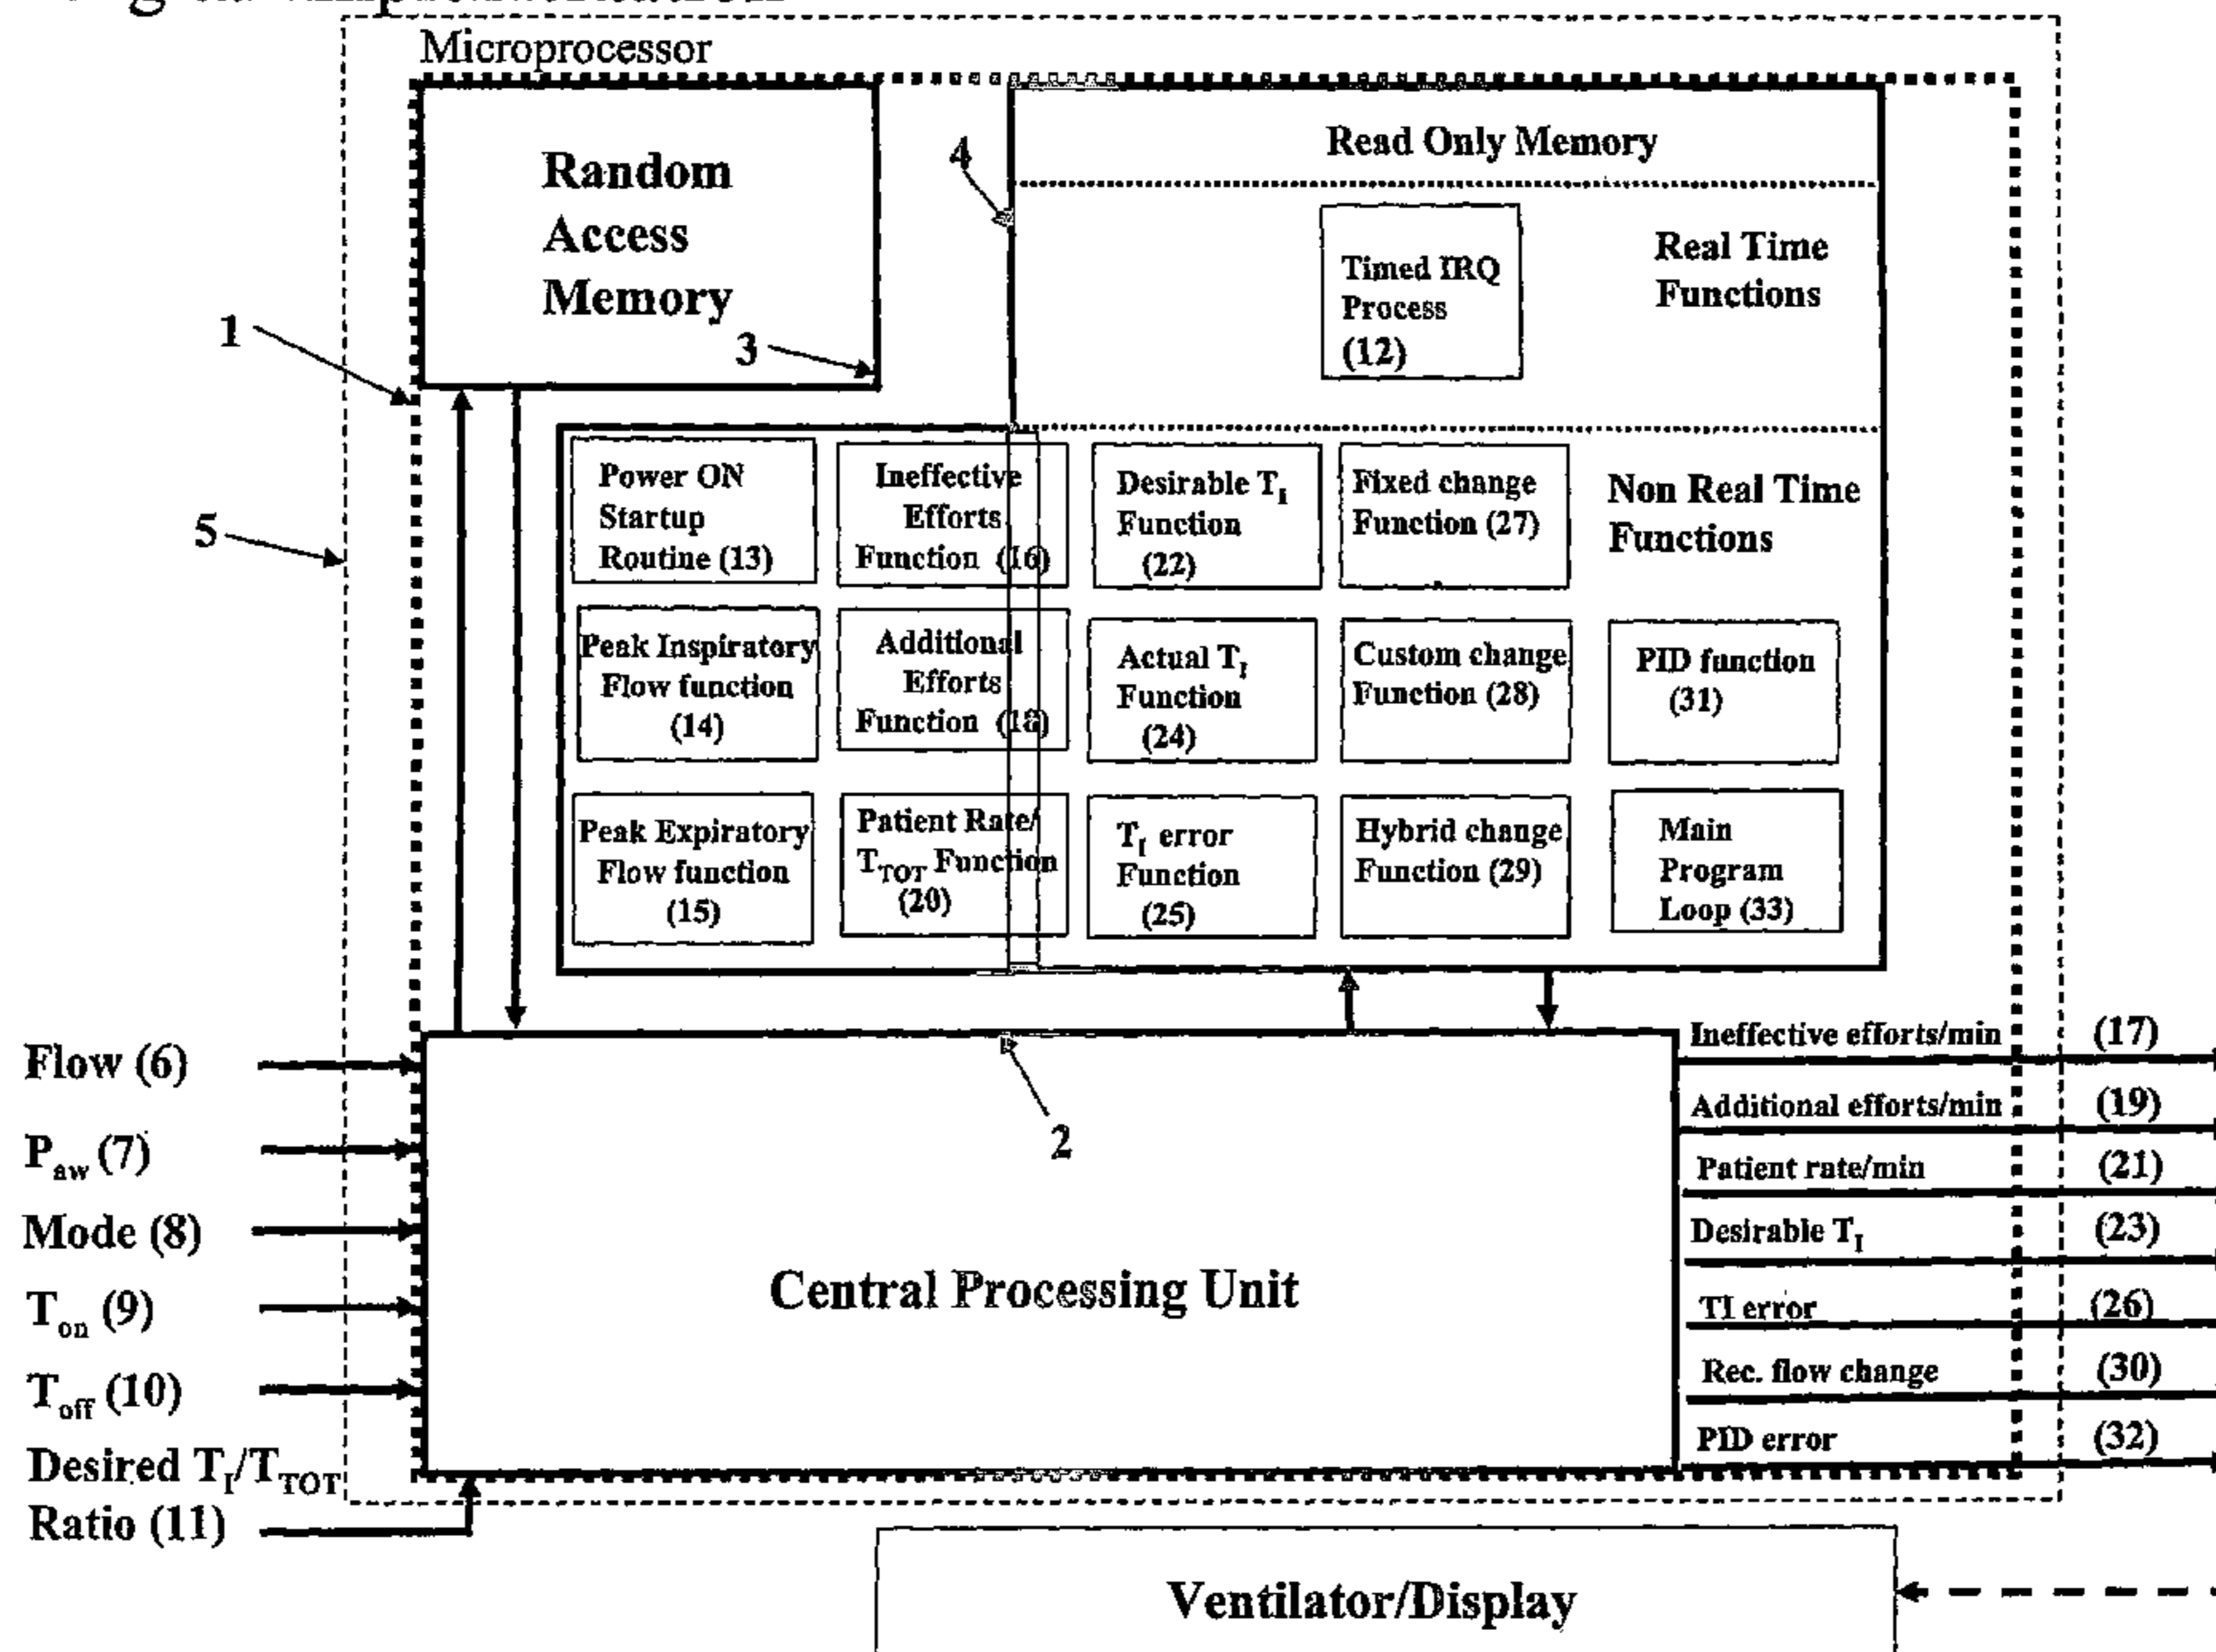 Microprocessor
Random
Access
Memory
3
4
Read Only Memory
Timed IRQ
Process
(12)
Real Time
Functions
1
5
Power ON
Startup
Routine (13)
Ineffective
Efforts
Function (16)
Desirable T_I
Function
(22)
Fixed change
Function (27)
Non Real Time
Functions
Peak Inspiratory
Flow function
(14)
Additional
Efforts
Function (18)
Actual T_I
Function
(24)
Custom change
Function (28)
PID function
(31)
Peak Expiratory
Flow function
(15)
Patient Rate/
T_TOT Function
(20)
T_I error
Function
(25)
Hybrid change
Function (29)
Main
Program
Loop (33)
Flow (6)
P_aw (7)
Mode (8)
T_on (9)
T_off (10)
Desired T_I/T_TOT
Ratio (11)
2
Central Processing Unit
Ineffective efforts/min (17)
Additional efforts/min (19)
Patient rate/min (21)
Desirable T_I (23)
TI error (26)
Rec. flow change (30)
PID error (32)
Ventilator/Display